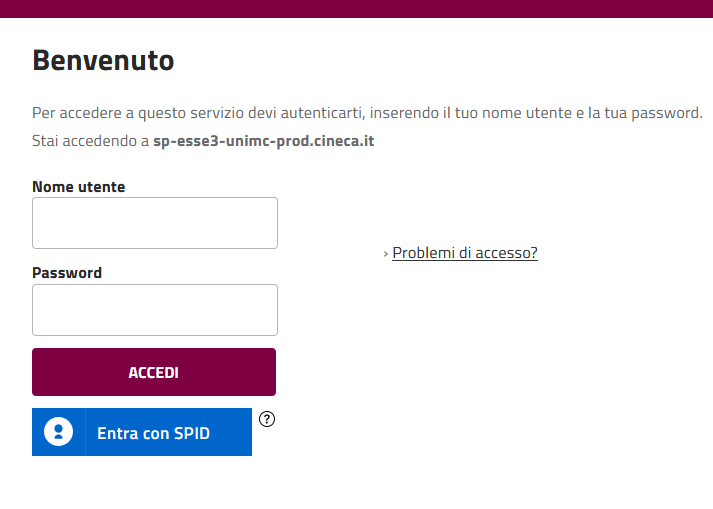 Benvenuto
Per accedere a questo servizio devi autenticarti, inserendo il tuo nome utente e la tua password.
Stai accedendo a sp-esse3-unimc-prod.cineca.it
Nome utente
› Problemi di accesso?
Password
ACCEDI
Entra con SPID ?